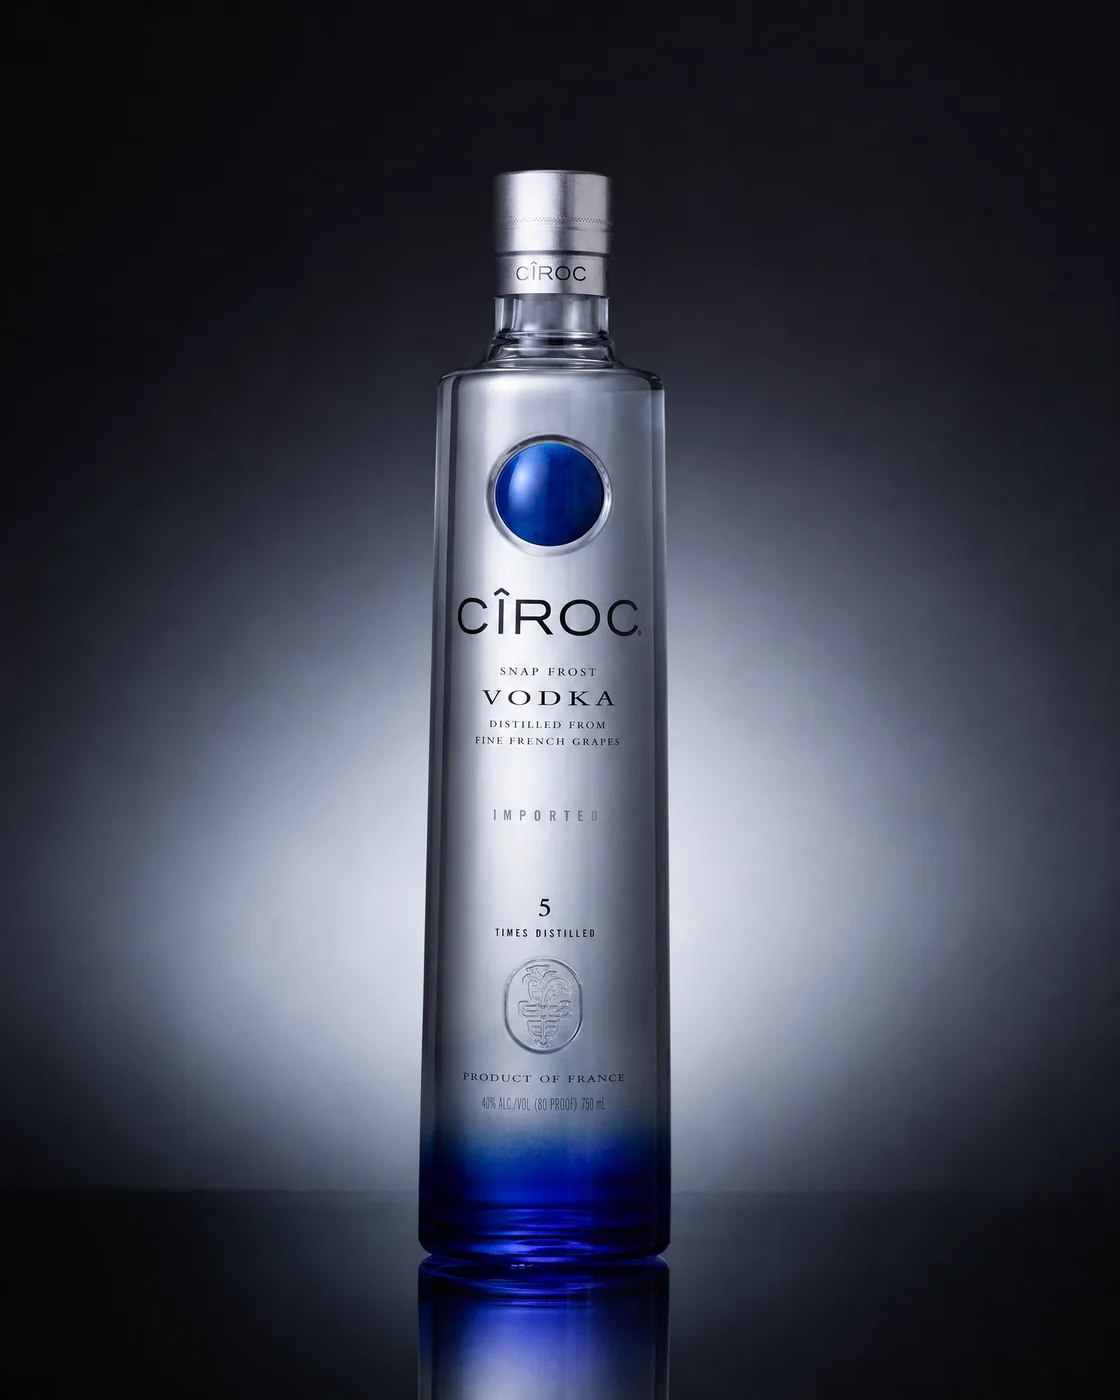 CÎROC
CÎROC
SNAP FROST
VODKA
DISTILLED FROM
FINE FRENCH GRAPES
IMPORTED
5
TIMES DISTILLED
PRODUCT OF FRANCE
40% ALC./VOL (80 PROOF) 750 mL